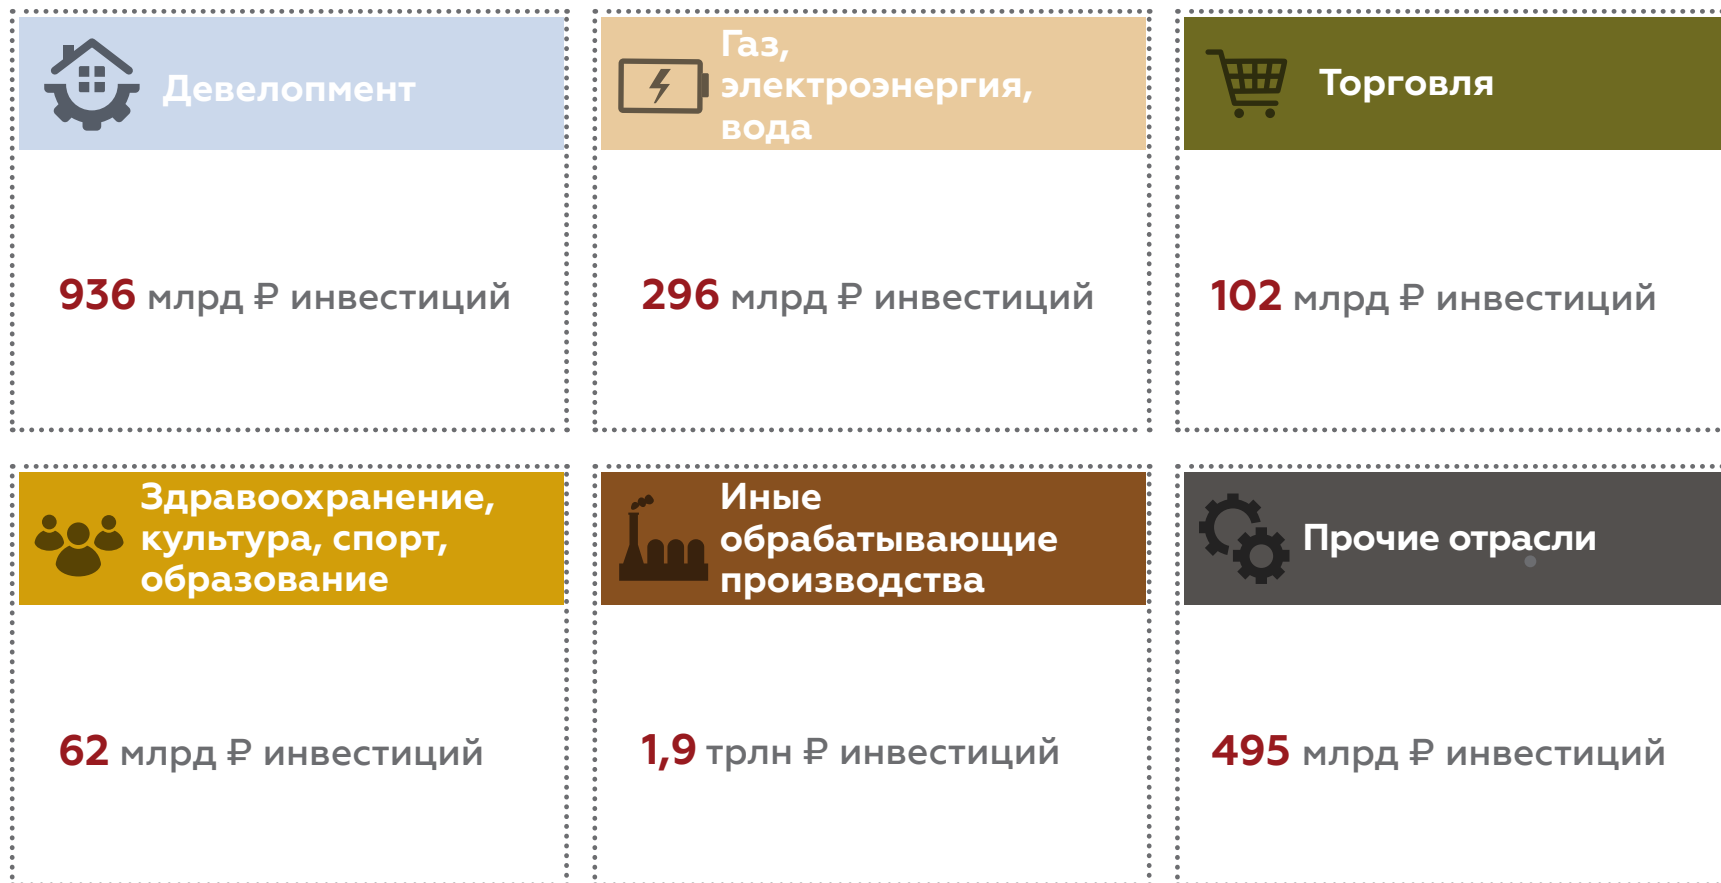 Девелопмент
936 млрд ₽ инвестиций
Газ,
электроэнергия,
вода
296 млрд ₽ инвестиций
Торговля
102 млрд ₽ инвестиций
Здравоохранение,
культура, спорт,
образование
62 млрд ₽ инвестиций
Иные
обрабатывающие
производства
1,9 трлн ₽ инвестиций
Прочие отрасли
495 млрд ₽ инвестиций